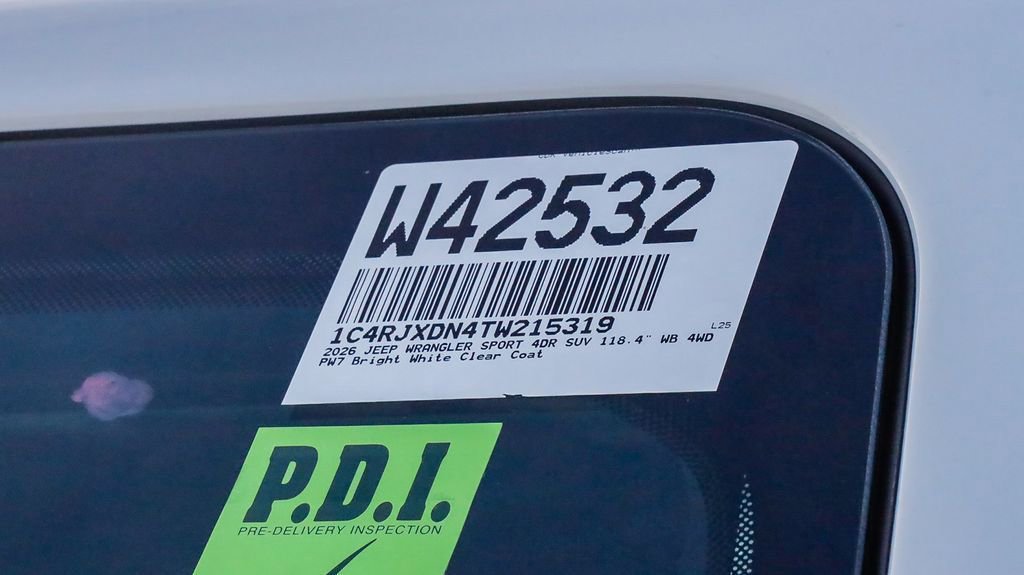 W42532
1C4RJXDN4TW215319
L25
2026 JEEP WRANGLER SPORT 4DR SUV 118.4" WB 4WD
PW7 Bright White Clear Coat
P.D.I.
PRE-DELIVERY INSPECTION